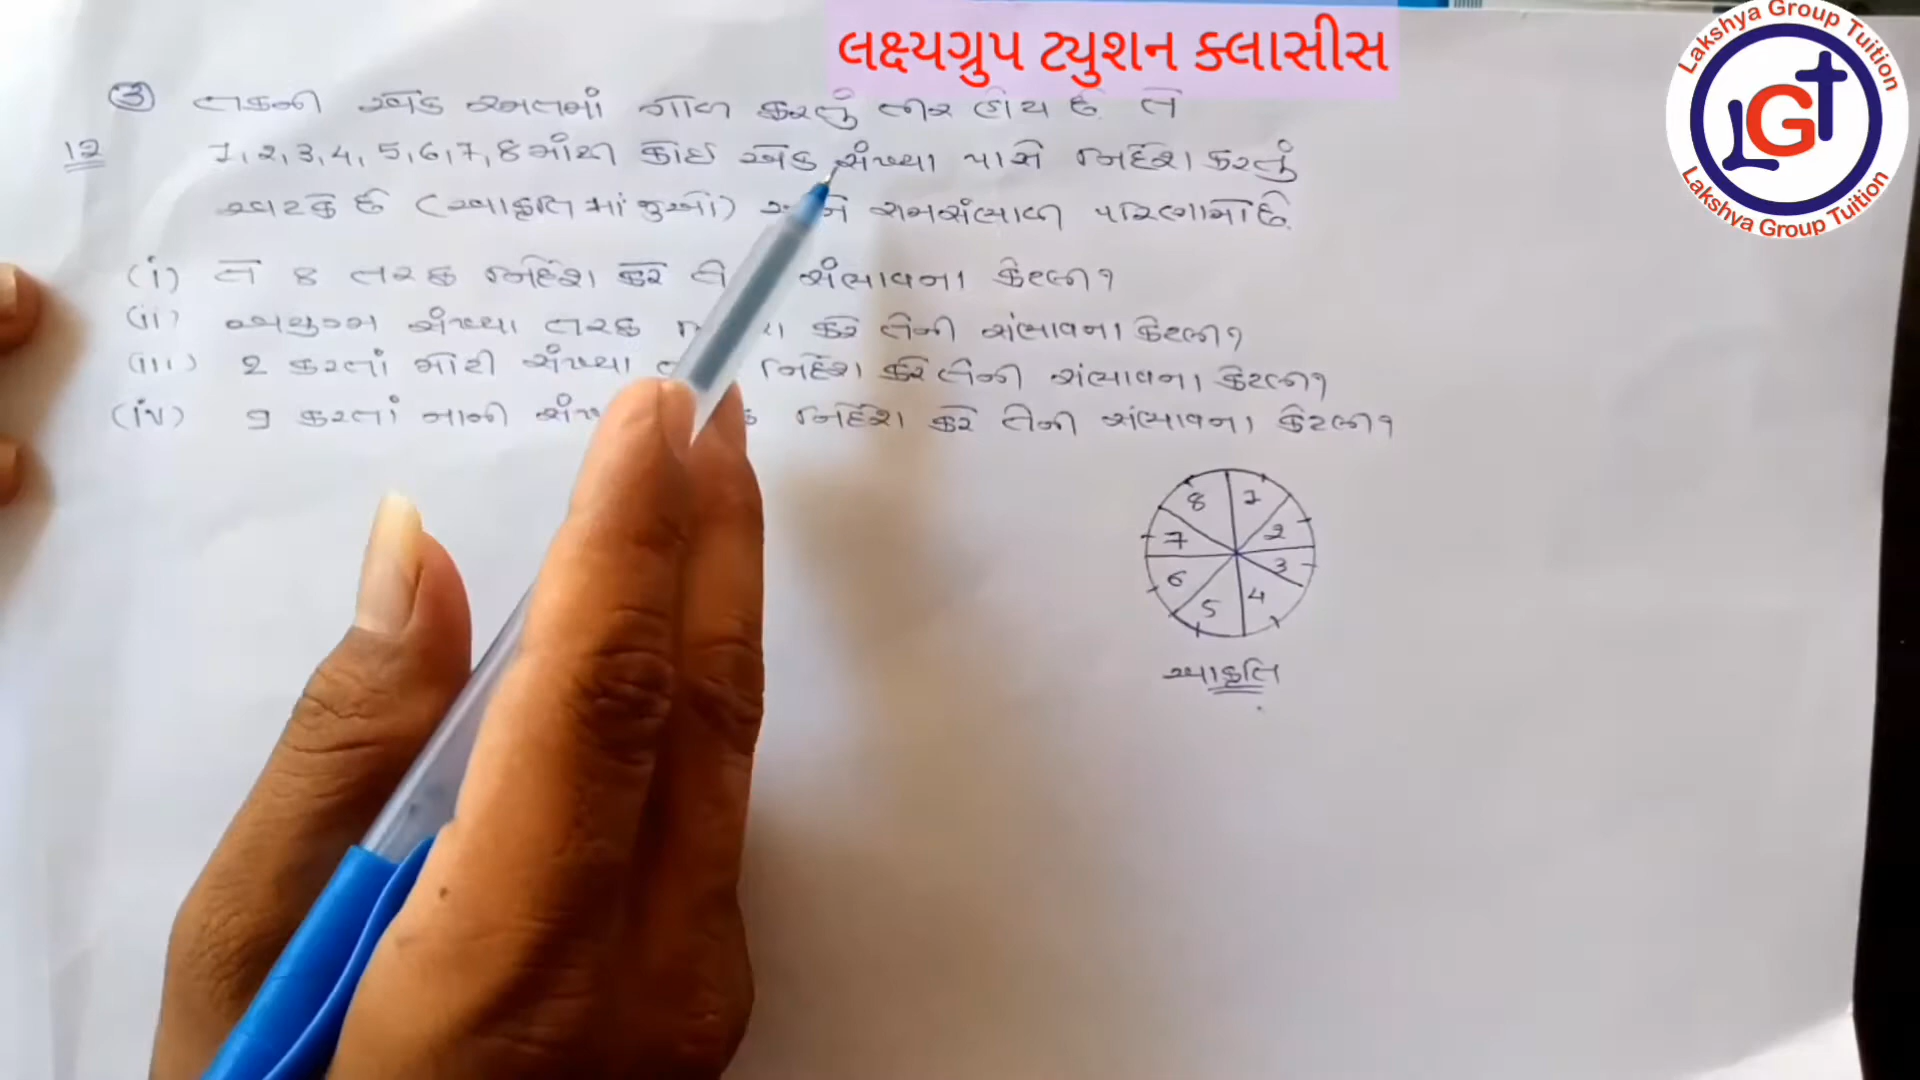 લક્ષ્યગ્રુપ ટ્યુશન ક્લાસીસ
Lakshya Group Tuition
LGt
Lakshya Group Tuition
③ તકની એક રમતમાં ગોળ ફરતું તીર હોય છે. તે
12 1, 2, 3, 4, 5, 6, 7, 8 માંથી કોઈ એક સંખ્યા પાસે નિર્દેશ કરતું
અટકે છે (આકૃતિમાં જુઓ) સમસંભાવી પરિણામો છે.
(i) તે 8 તરફ નિર્દેશ કરે સંભાવના કેટલી?
(ii) અયુગ્મ સંખ્યા તરફ કરે તેની સંભાવના કેટલી?
(iii) 2 કરતાં મોટી સંખ્યા નિર્દેશ કરે તેની સંભાવના કેટલી?
(iv) 9 કરતાં નાની નિર્દેશ કરે તેની સંભાવના કેટલી?
8 1
7 2
6 3
5 4
આકૃતિ